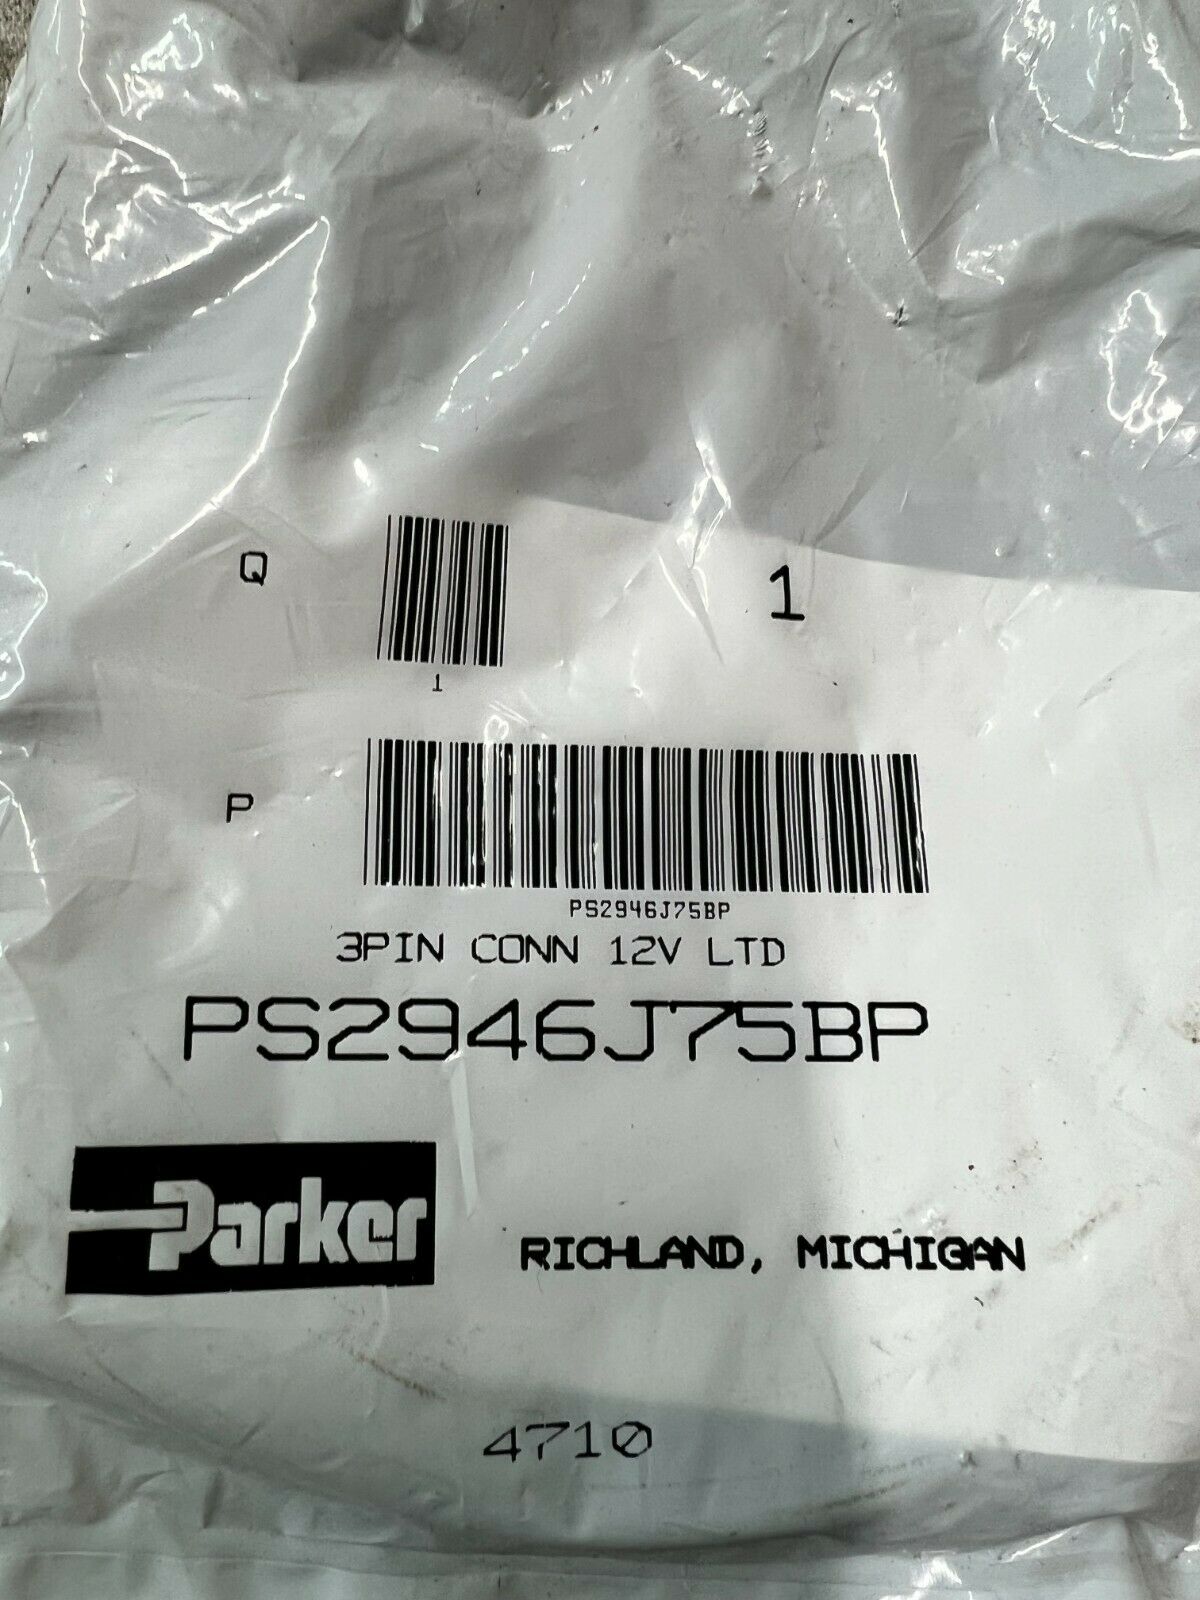 Q 1
1
P
PS2946J75BP
3PIN CONN 12V LTD
PS2946J75BP
Parker RICHLAND, MICHIGAN
4710